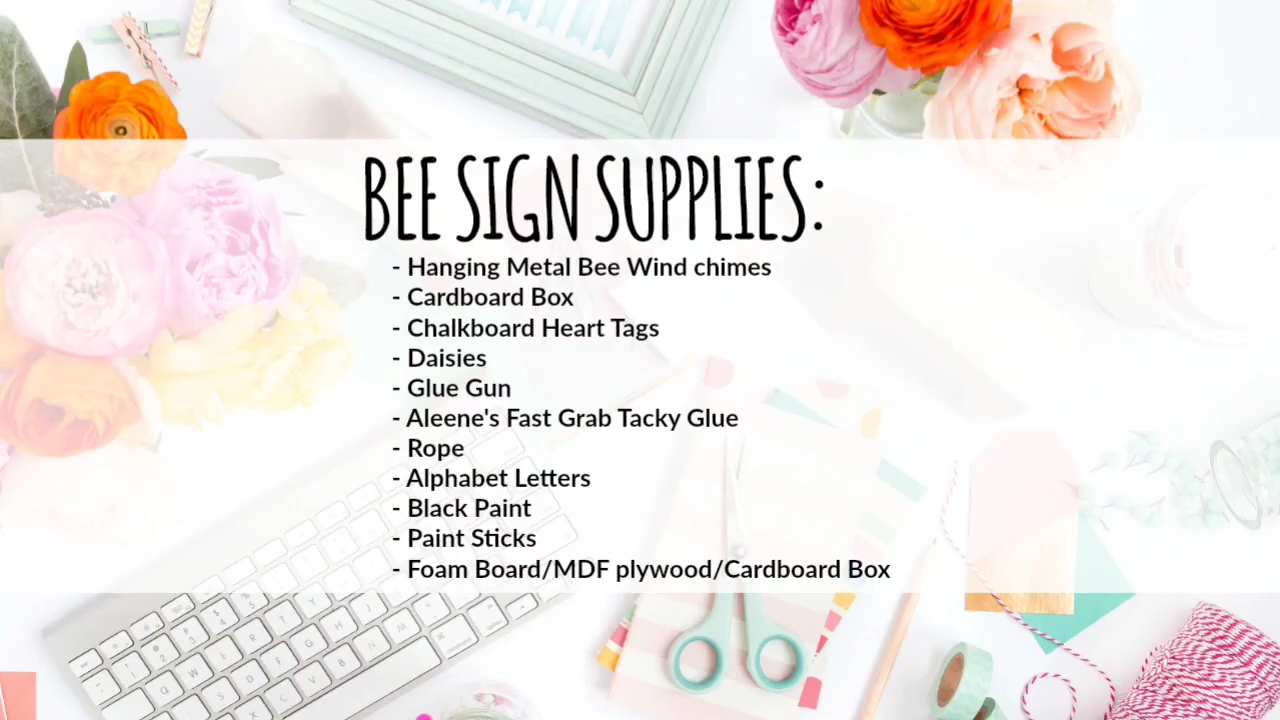 BEE SIGN SUPPLIES:
- Hanging Metal Bee Wind chimes
- Cardboard Box
- Chalkboard Heart Tags
- Daisies
- Glue Gun
- Aleene's Fast Grab Tacky Glue
- Rope
- Alphabet Letters
- Black Paint
- Paint Sticks
- Foam Board/MDF plywood/Cardboard Box